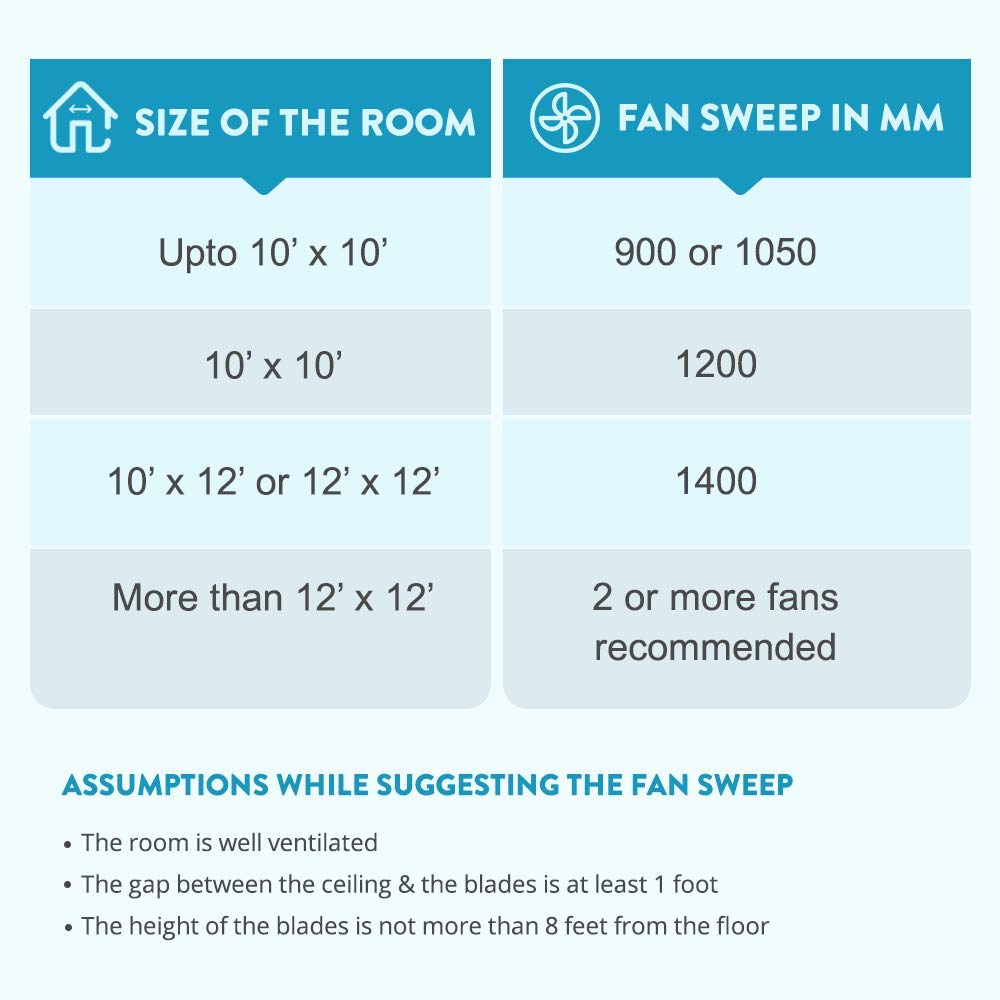 SIZE OF THE ROOM
FAN SWEEP IN MM
Upto 10’ x 10’
900 or 1050
10’ x 10’
1200
10’ x 12’ or 12’ x 12’
1400
More than 12’ x 12’
2 or more fans
recommended
ASSUMPTIONS WHILE SUGGESTING THE FAN SWEEP
• The room is well ventilated
• The gap between the ceiling & the blades is at least 1 foot
• The height of the blades is not more than 8 feet from the floor